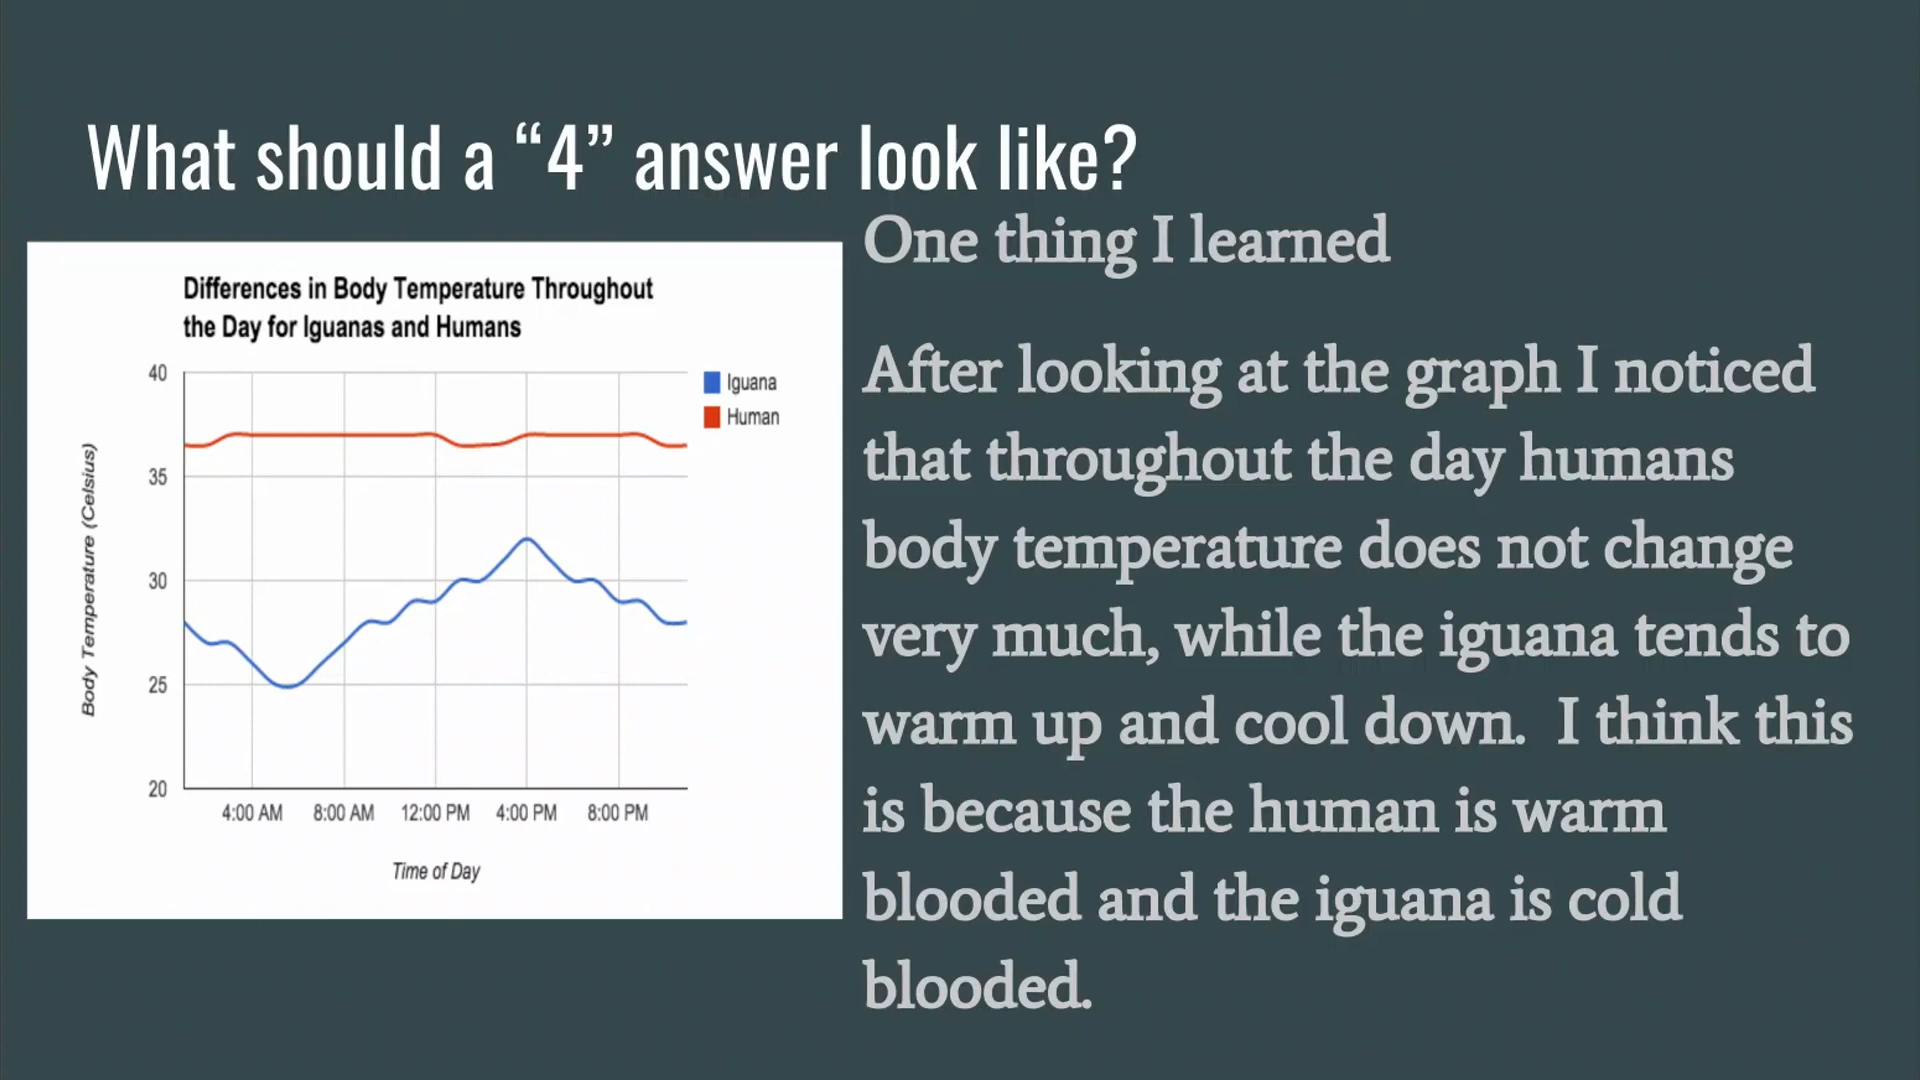 What should a “4” answer look like?
Differences in Body Temperature Throughout
the Day for Iguanas and Humans
40
35
30
25
20
Body Temperature (Celsius)
4:00 AM 8:00 AM 12:00 PM 4:00 PM 8:00 PM
Time of Day
Iguana
Human
One thing I learned
After looking at the graph I noticed
that throughout the day humans
body temperature does not change
very much, while the iguana tends to
warm up and cool down.  I think this
is because the human is warm
blooded and the iguana is cold
blooded.